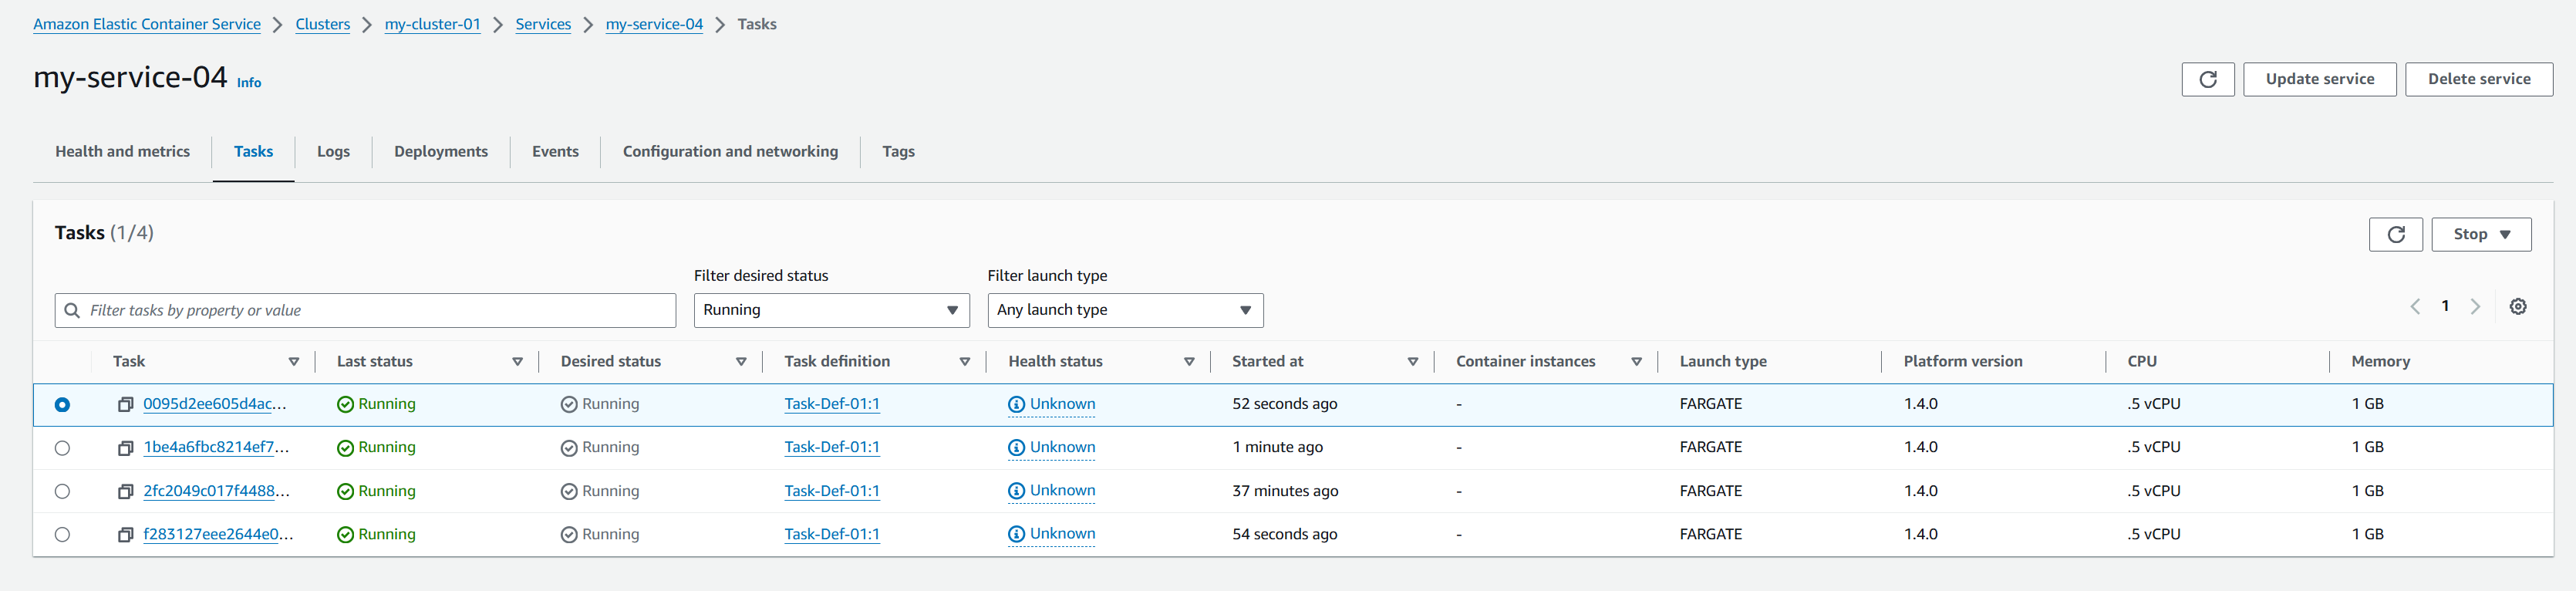 Amazon Elastic Container Service > Clusters > my-cluster-01 > Services > my-service-04 > Tasks
my-service-04 Info
Update service Delete service
Health and metrics Tasks Logs Deployments Events Configuration and networking Tags
Tasks (1/4)
Stop
Filter desired status Filter launch type
Filter tasks by property or value Running Any launch type
1
Task Last status Desired status Task definition Health status Started at Container instances Launch type Platform version CPU Memory
0095d2ee605d4ac... Running Running Task-Def-01:1 Unknown 52 seconds ago - FARGATE 1.4.0 .5 vCPU 1 GB
1be4a6fbc8214ef7... Running Running Task-Def-01:1 Unknown 1 minute ago - FARGATE 1.4.0 .5 vCPU 1 GB
2fc2049c017f4488... Running Running Task-Def-01:1 Unknown 37 minutes ago - FARGATE 1.4.0 .5 vCPU 1 GB
f283127eee2644e0... Running Running Task-Def-01:1 Unknown 54 seconds ago - FARGATE 1.4.0 .5 vCPU 1 GB